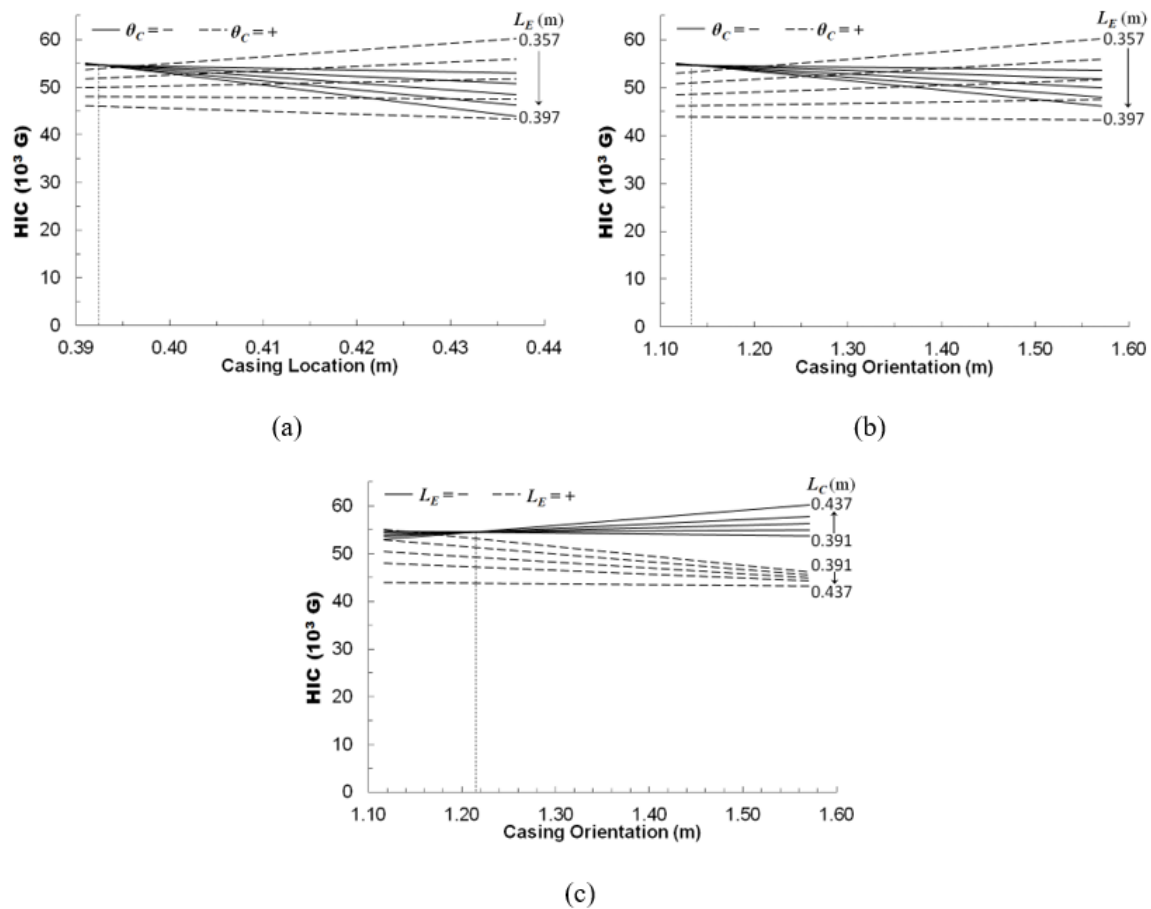 θC = −
θC = +
LE (m)
0.357
0.397
60
50
40
30
20
10
0
HIC (10³ G)
0.39
0.40
0.41
0.42
0.43
0.44
Casing Location (m)
(a)
θC = −
θC = +
LE (m)
0.357
0.397
60
50
40
30
20
10
0
HIC (10³ G)
1.10
1.20
1.30
1.40
1.50
1.60
Casing Orientation (m)
(b)
LE = −
LE = +
LC (m)
0.437
0.391
0.391
0.437
60
50
40
30
20
10
0
HIC (10³ G)
1.10
1.20
1.30
1.40
1.50
1.60
Casing Orientation (m)
(c)